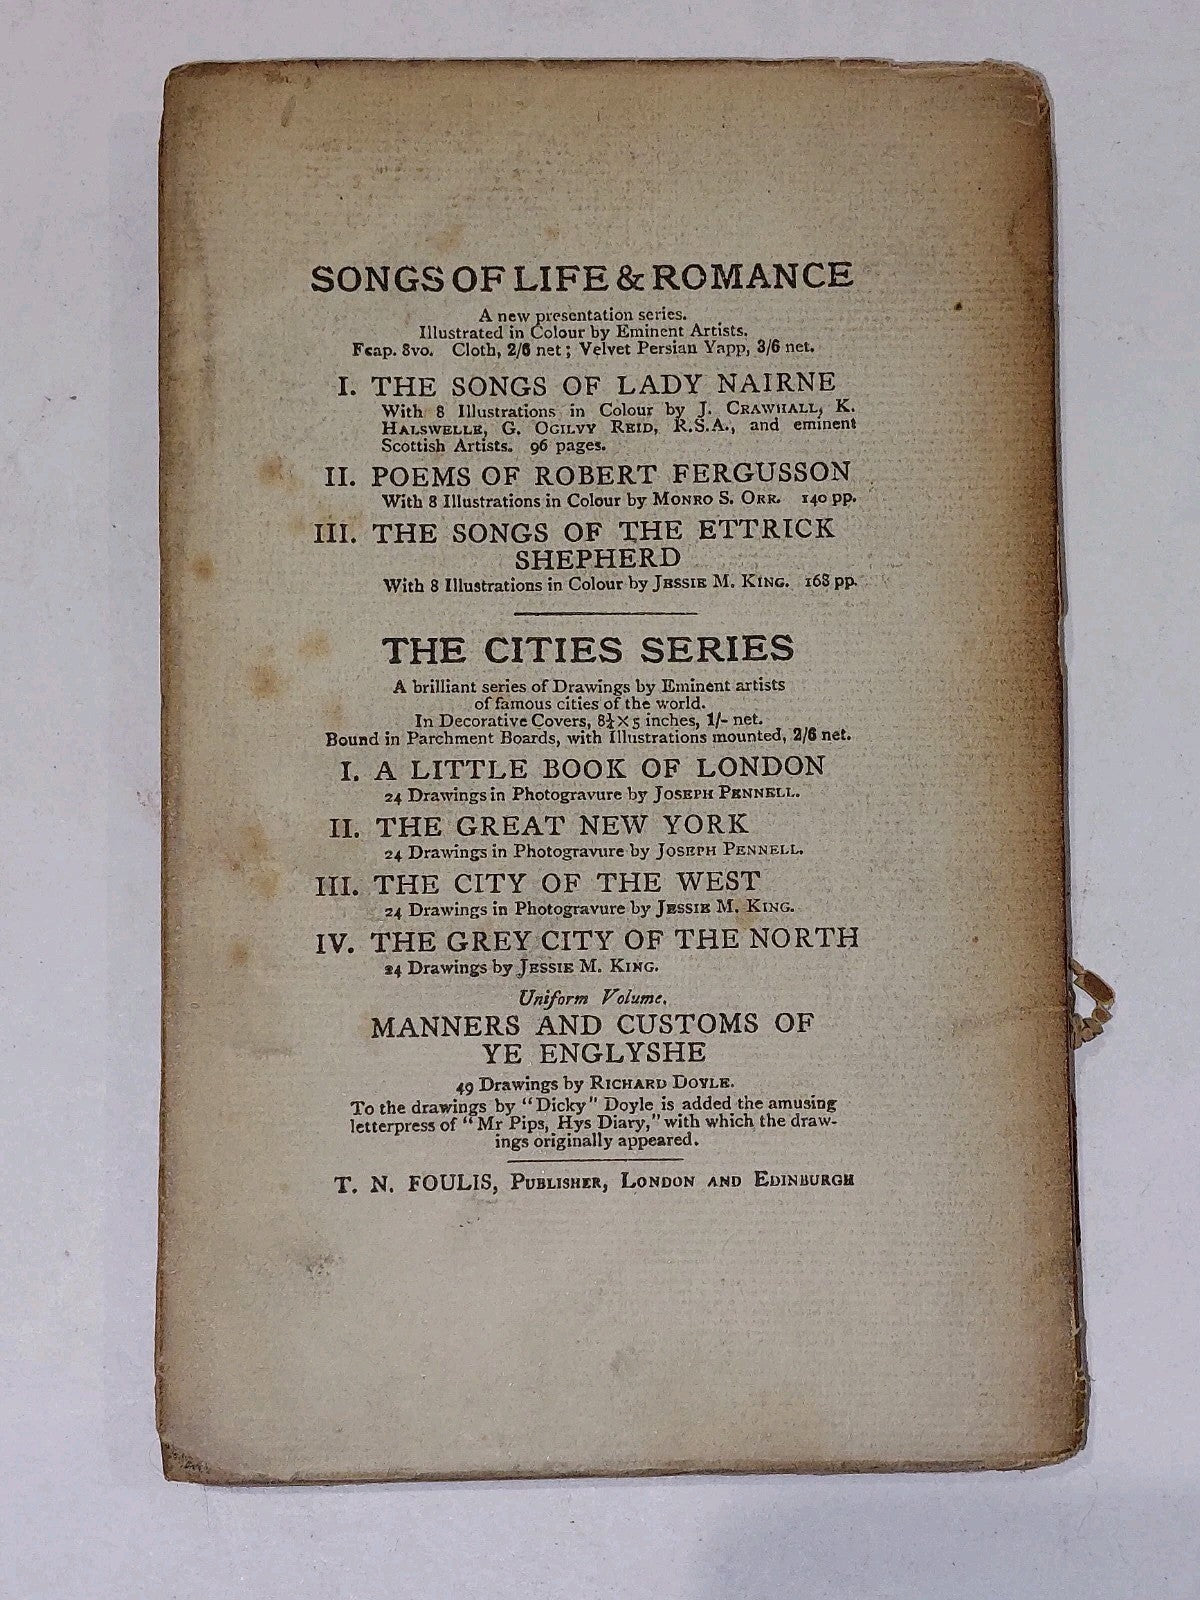 SONGS OF LIFE & ROMANCE
A new presentation series.
Illustrated in Colour by Eminent Artists.
Fcap. 8vo. Cloth, 2/6 net; Velvet Persian Yapp, 3/6 net.
I. THE SONGS OF LADY NAIRNE
With 8 Illustrations in Colour by J. CRAWHALL, K.
HALSWELLE, G. OGILVY REID, R.S.A., and eminent
Scottish Artists. 96 pages.
II. POEMS OF ROBERT FERGUSSON
With 8 Illustrations in Colour by MONRO S. ORR. 140 pp.
III. THE SONGS OF THE ETTRICK
SHEPHERD
With 8 Illustrations in Colour by JESSIE M. KING. 168 pp.
THE CITIES SERIES
A brilliant series of Drawings by Eminent artists
of famous cities of the world.
In Decorative Covers, 8½ × 5 inches, 1/- net.
Bound in Parchment Boards, with Illustrations mounted, 2/6 net.
I. A LITTLE BOOK OF LONDON
24 Drawings in Photogravure by JOSEPH PENNELL.
II. THE GREAT NEW YORK
24 Drawings in Photogravure by JOSEPH PENNELL.
III. THE CITY OF THE WEST
24 Drawings in Photogravure by JESSIE M. KING.
IV. THE GREY CITY OF THE NORTH
24 Drawings by JESSIE M. KING.
Uniform Volume.
MANNERS AND CUSTOMS OF
YE ENGLYSHE
49 Drawings by RICHARD DOYLE.
To the drawings by "Dicky" Doyle is added the amusing
letterpress of "Mr Pips, Hys Diary," with which the draw-
ings originally appeared.
T. N. FOULIS, PUBLISHER, LONDON AND EDINBURGH